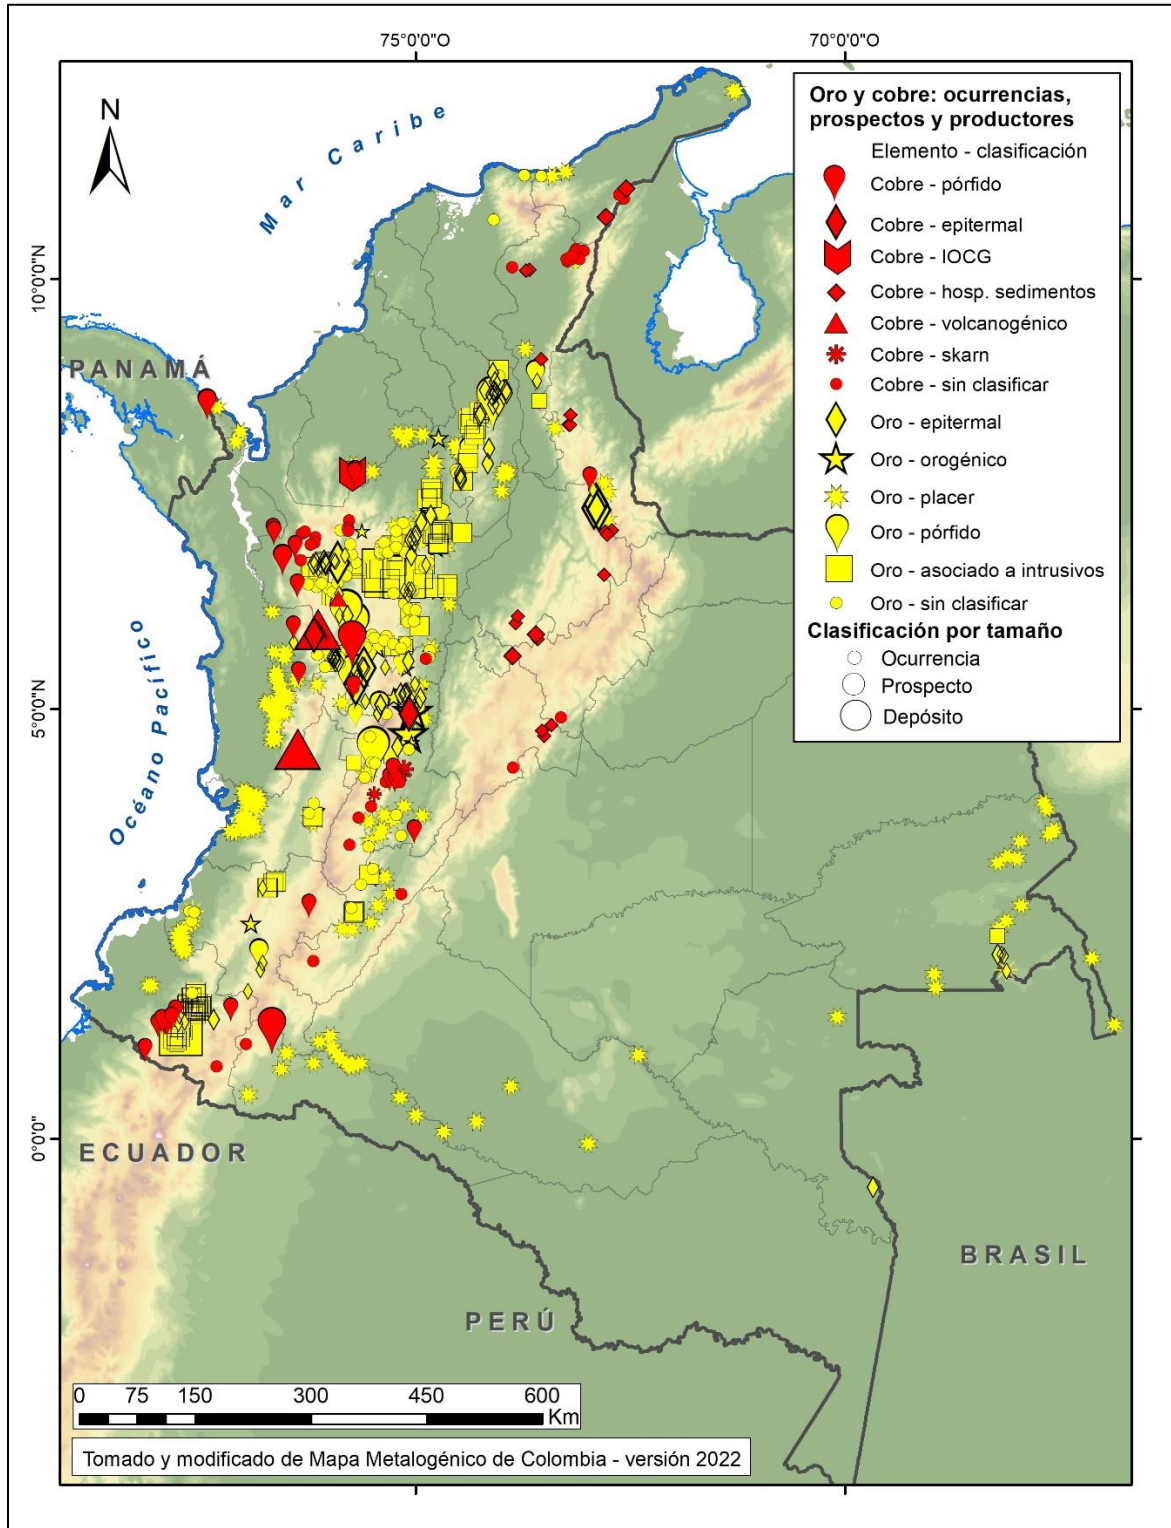 75°0'0"O
70°0'0"O
N
Mar Caribe
Oro y cobre: ocurrencias,
prospectos y productores
Elemento - clasificación
Cobre - pórfido
Cobre - epitermal
Cobre - IOCG
Cobre - hosp. sedimentos
Cobre - volcanogénico
Cobre - skarn
Cobre - sin clasificar
Oro - epitermal
Oro - orogénico
Oro - placer
Oro - pórfido
Oro - asociado a intrusivos
Oro - sin clasificar
Clasificación por tamaño
Ocurrencia
Prospecto
Depósito
10°0'0"N
PANAMÁ
5°0'0"N
Océano Pacífico
0°0'0"
ECUADOR
BRASIL
PERÚ
0 75 150 300 450 600
Km
Tomado y modificado de Mapa Metalogénico de Colombia - versión 2022